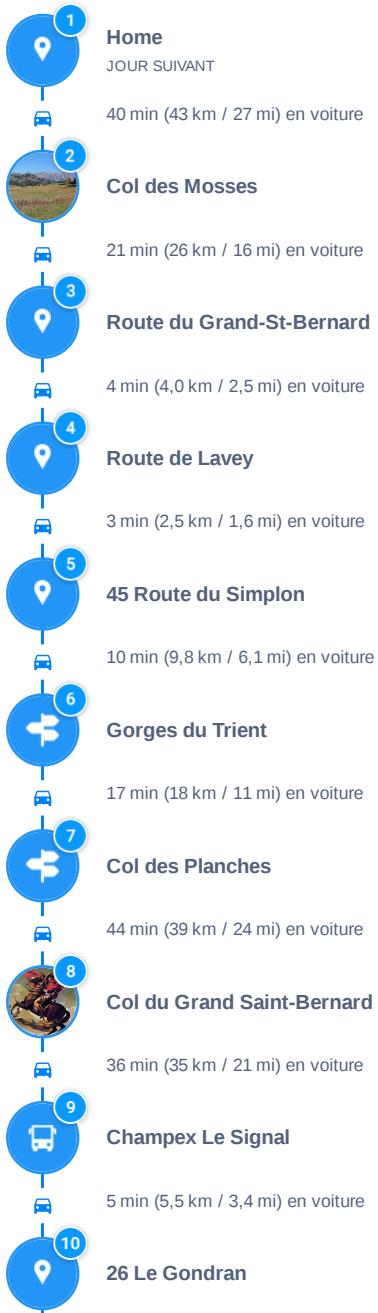 1
Home
JOUR SUIVANT
40 min (43 km / 27 mi) en voiture
2
Col des Mosses
21 min (26 km / 16 mi) en voiture
3
Route du Grand-St-Bernard
4 min (4,0 km / 2,5 mi) en voiture
4
Route de Lavey
3 min (2,5 km / 1,6 mi) en voiture
5
45 Route du Simplon
10 min (9,8 km / 6,1 mi) en voiture
6
Gorges du Trient
17 min (18 km / 11 mi) en voiture
7
Col des Planches
44 min (39 km / 24 mi) en voiture
8
Col du Grand Saint-Bernard
36 min (35 km / 21 mi) en voiture
9
Champex Le Signal
5 min (5,5 km / 3,4 mi) en voiture
10
26 Le Gondran